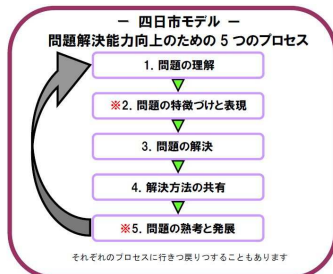 ― 四日市モデル ―
問題解決能力向上のための５つのプロセス
1. 問題の理解
※2. 問題の特徴づけと表現
3. 問題の解決
4. 解決方法の共有
※5. 問題の熟考と発展
それぞれのプロセスに行きつ戻りつすることもあります